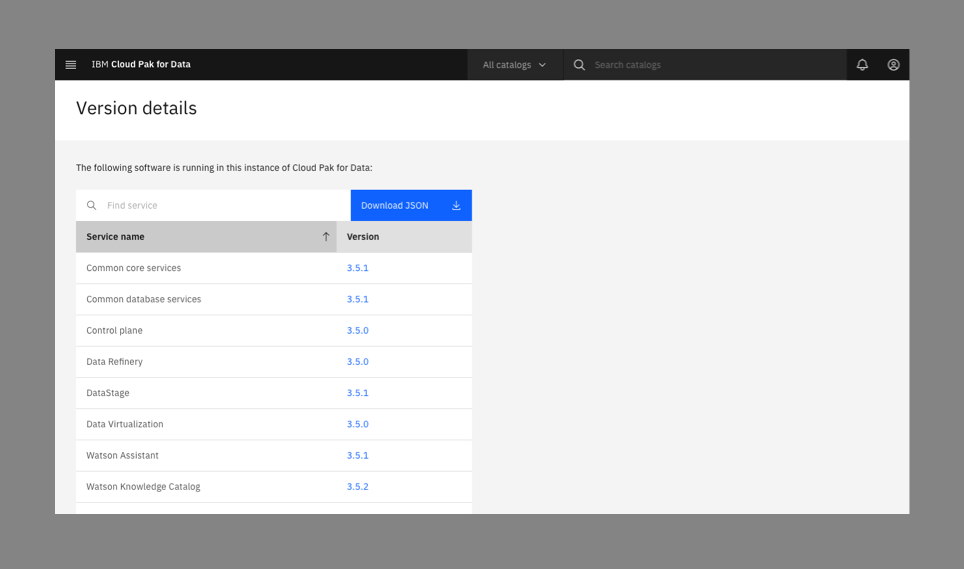 IBM Cloud Pak for Data
All catalogs
Search catalogs
Version details
The following software is running in this instance of Cloud Pak for Data:
Find service
Download JSON
Service name Version
Common core services 3.5.1
Common database services 3.5.1
Control plane 3.5.0
Data Refinery 3.5.0
DataStage 3.5.1
Data Virtualization 3.5.0
Watson Assistant 3.5.1
Watson Knowledge Catalog 3.5.2